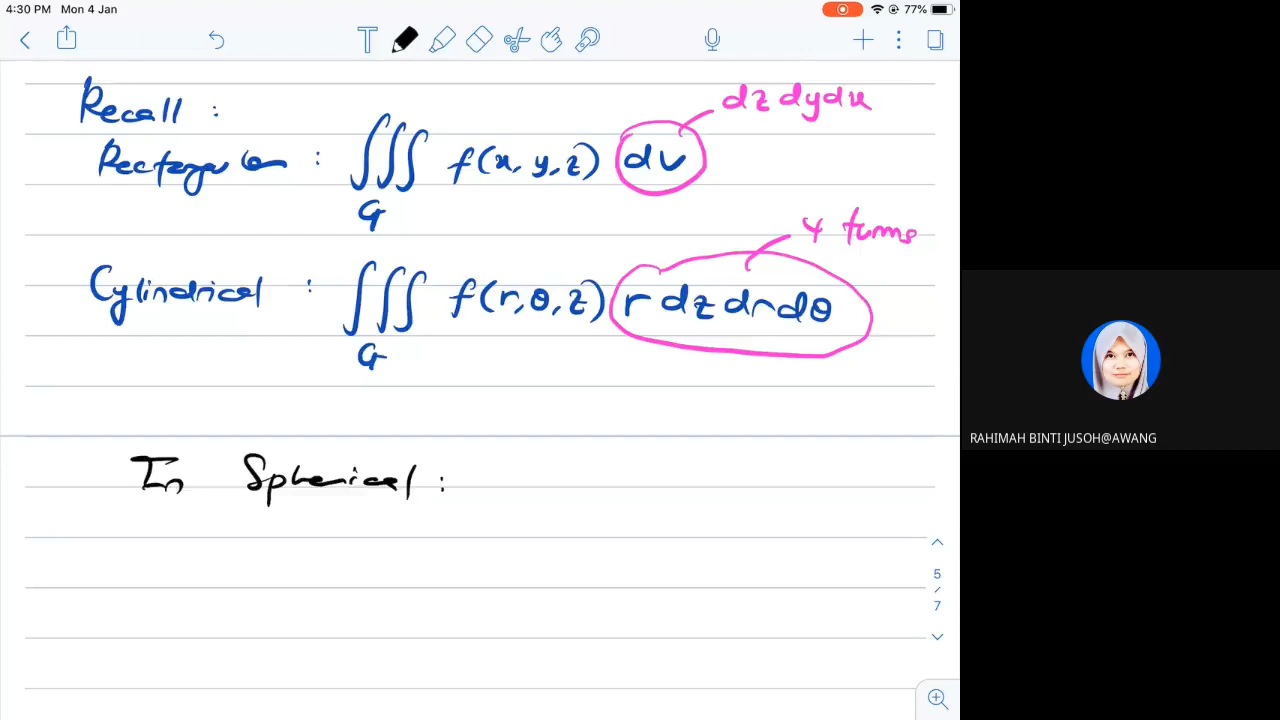 4:30 PM Mon 4 Jan 77%
Recall :
dz dy dx
Rectangular : ∭ f(x, y, z) dv
G
4 terms
Cylindrical : ∭ f(r, θ, z) r dz dr dθ
G
RAHIMAH BINTI JUSOH@AWANG
In Spherical :
5
/
7